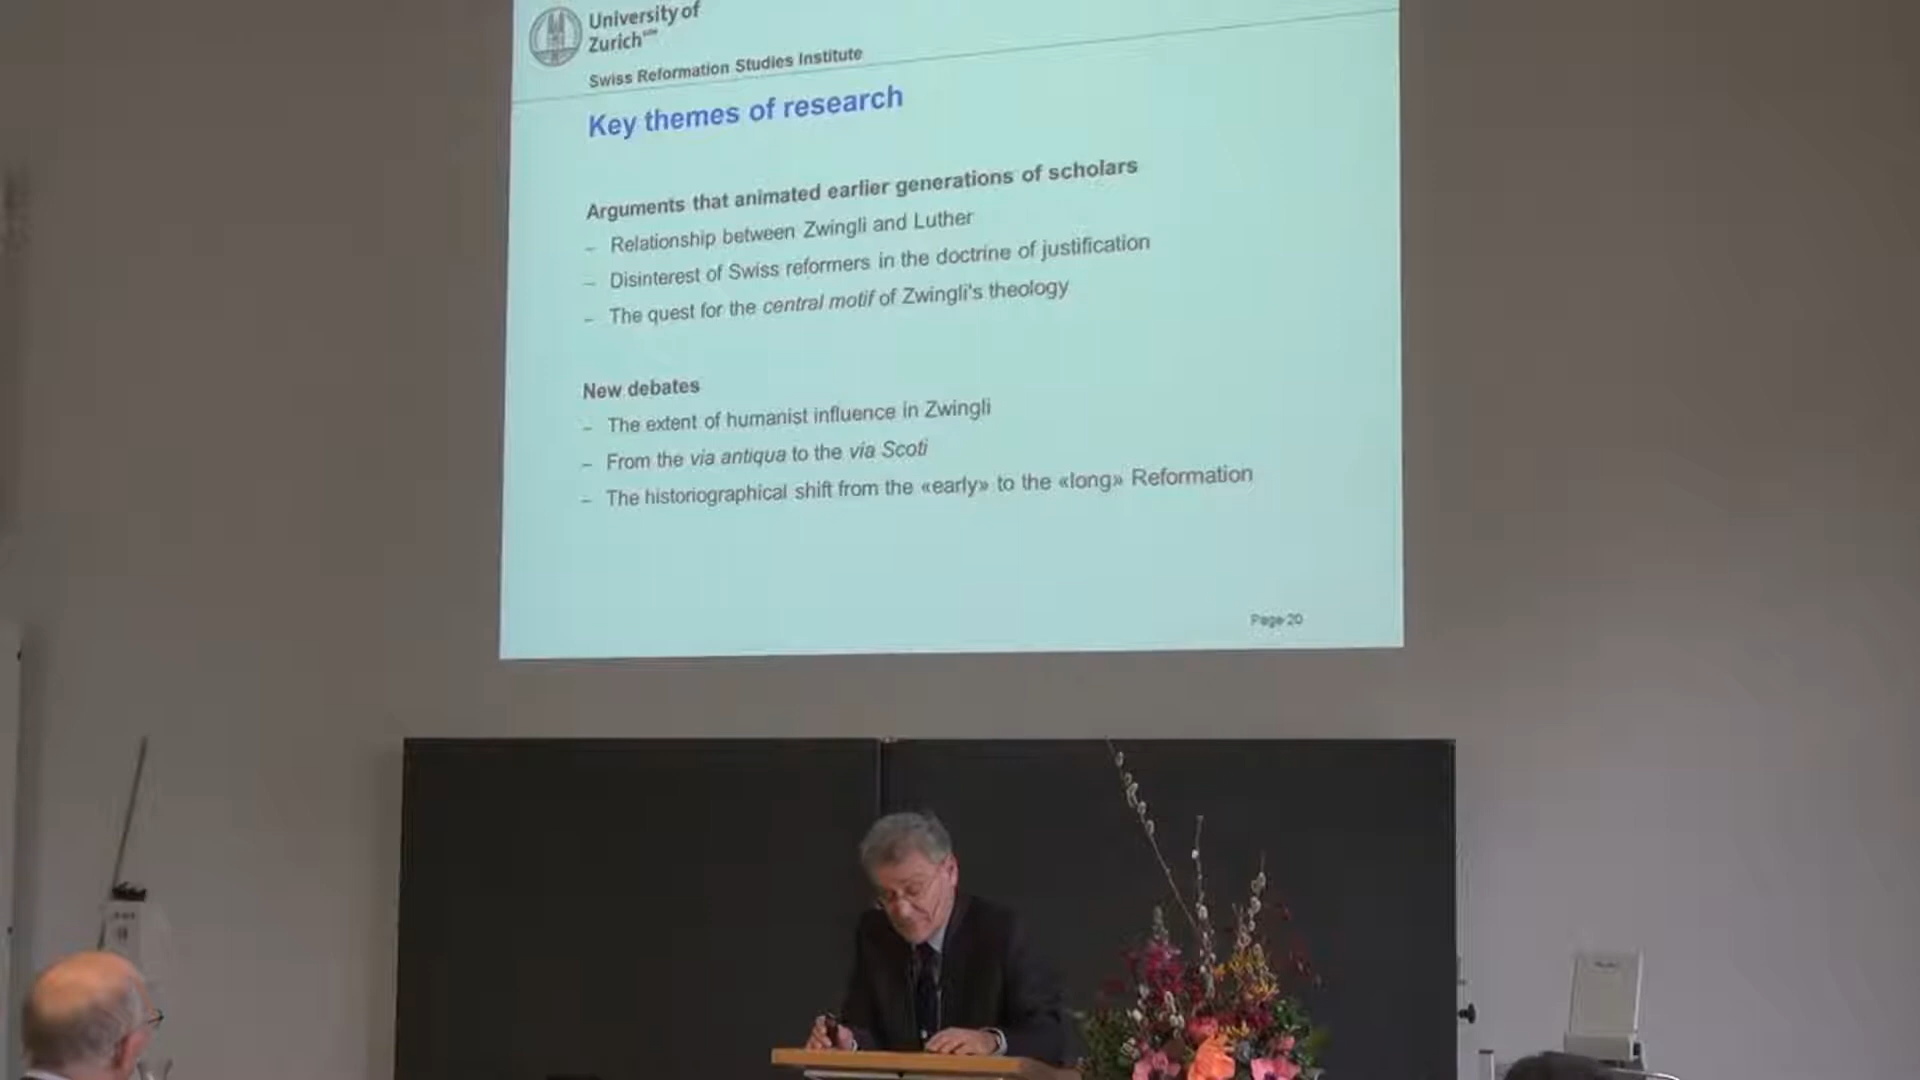 University of
Zurich
Swiss Reformation Studies Institute
Key themes of research
Arguments that animated earlier generations of scholars
– Relationship between Zwingli and Luther
– Disinterest of Swiss reformers in the doctrine of justification
– The quest for the central motif of Zwingli's theology
New debates
– The extent of humanist influence in Zwingli
– From the via antiqua to the via Scoti
– The historiographical shift from the «early» to the «long» Reformation
Page 20